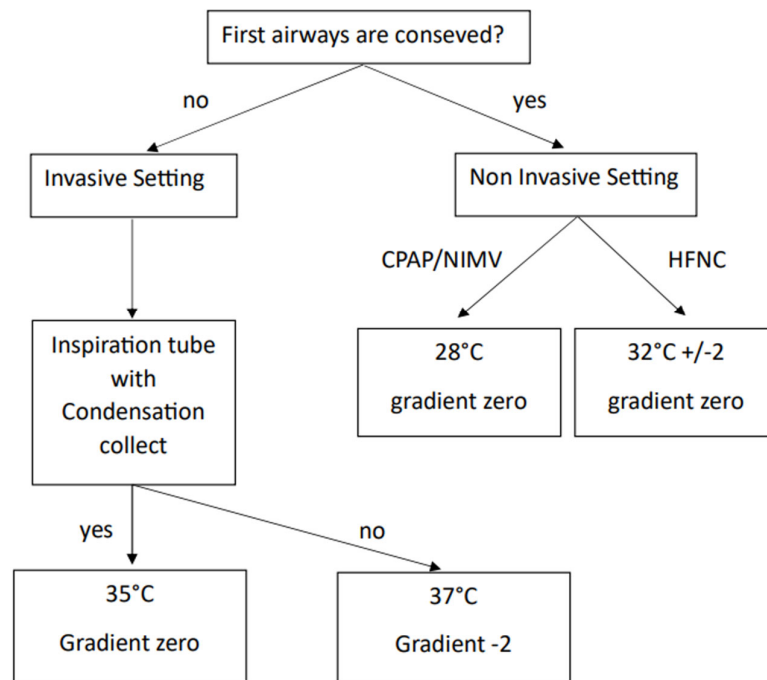 First airways are conseved?
no
yes
Invasive Setting
Non Invasive Setting
CPAP/NIMV
HFNC
Inspiration tube
with
Condensation
collect
28°C
gradient zero
32°C +/-2
gradient zero
yes
no
35°C
Gradient zero
37°C
Gradient -2